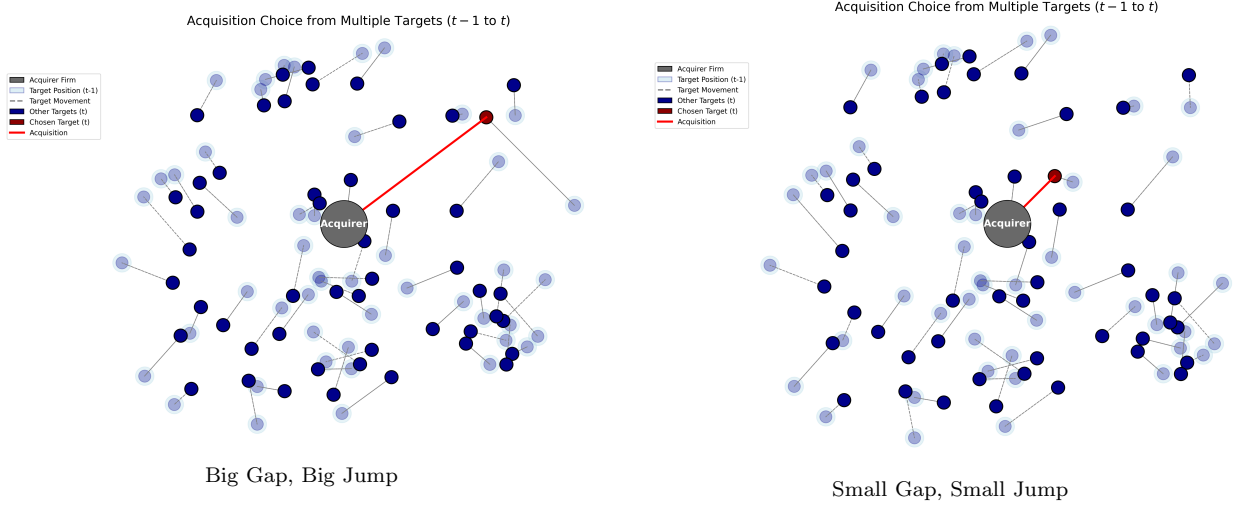 Acquisition Choice from Multiple Targets (t − 1 to t)
Acquirer Firm
Target Position (t-1)
Target Movement
Other Targets (t)
Chosen Target (t)
Acquisition
Acquirer
Big Gap, Big Jump
Acquisition Choice from Multiple Targets (t − 1 to t)
Acquirer Firm
Target Position (t-1)
Target Movement
Other Targets (t)
Chosen Target (t)
Acquisition
Acquirer
Small Gap, Small Jump